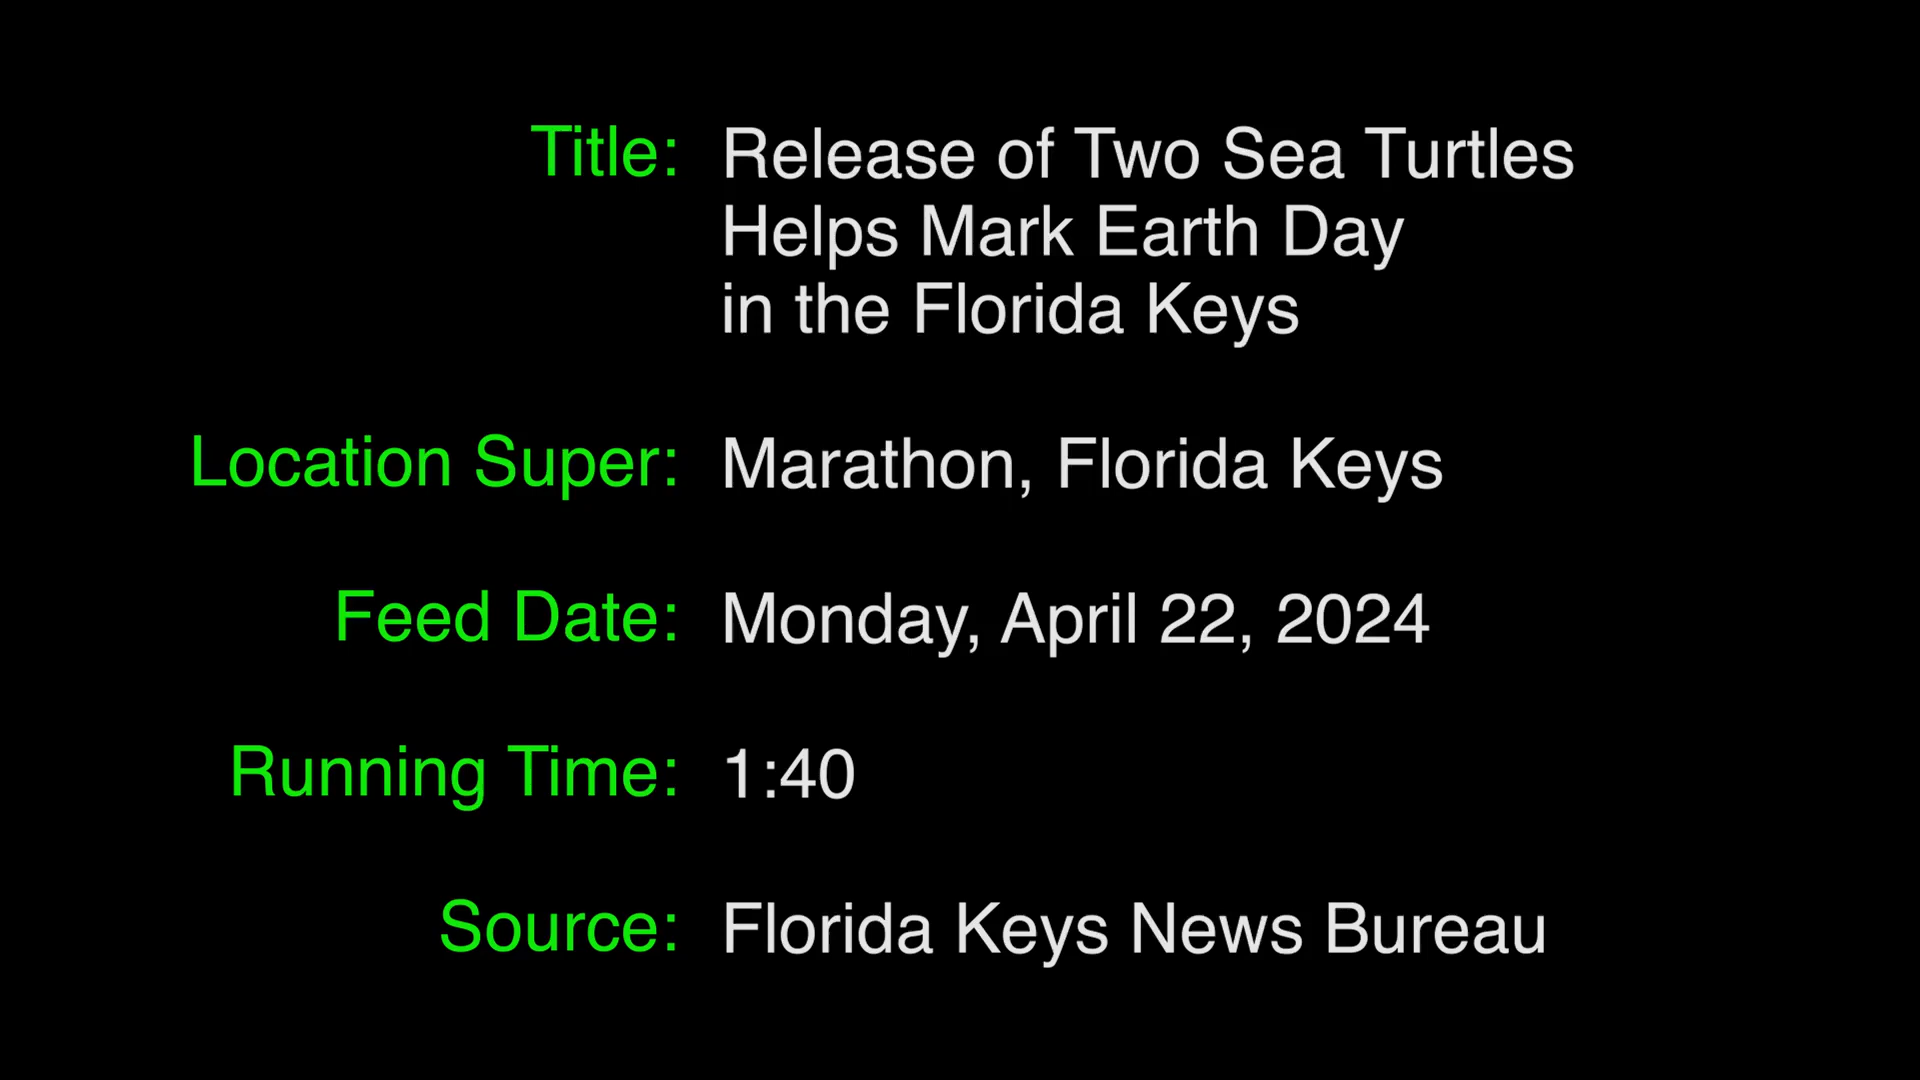 Title: Release of Two Sea Turtles
Helps Mark Earth Day
in the Florida Keys
Location Super: Marathon, Florida Keys
Feed Date: Monday, April 22, 2024
Running Time: 1:40
Source: Florida Keys News Bureau